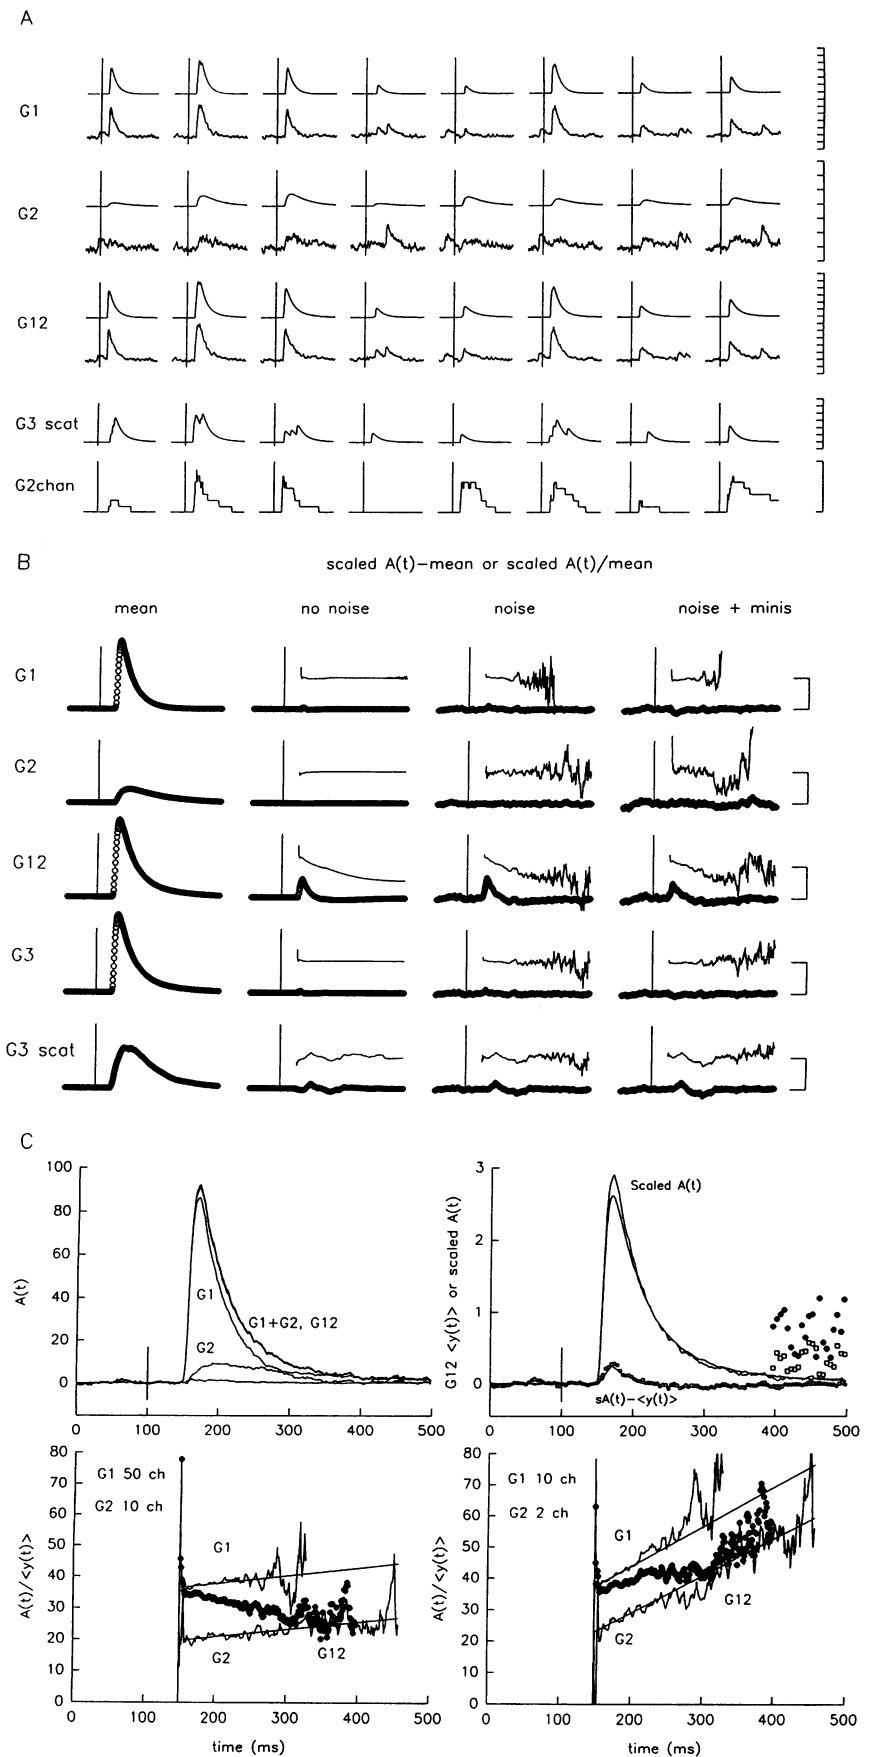 A
G1
G2
G12
G3 scat
G2chan
B
scaled A(t)−mean or scaled A(t)/mean
mean no noise noise noise + minis
G1
G2
G12
G3
G3 scat
C
100
80
60
40
20
0
A(t)
G1
G2
G1+G2, G12
0 100 200 300 400 500
3
2
1
0
G12 <y(t)> or scaled A(t)
Scaled A(t)
sA(t)−<y(t)>
0 100 200 300 400 500
80
70
60
50
40
30
20
10
0
A(t)/<y(t)>
G1 50 ch
G2 10 ch
G1
G2
G12
0 100 200 300 400 500
time (ms)
80
70
60
50
40
30
20
10
0
A(t)/<y(t)>
G1 10 ch
G2 2 ch
G1
G12
G2
0 100 200 300 400 500
time (ms)